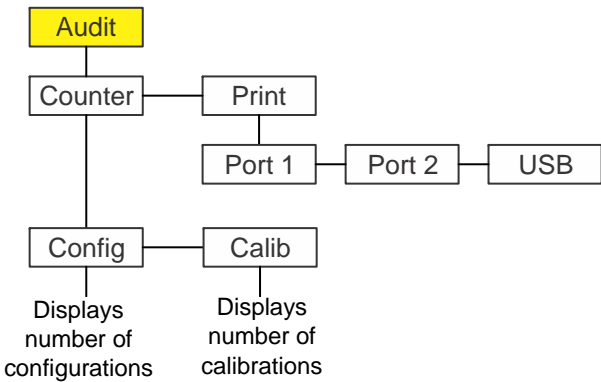 Audit
Counter
Print
Port 1
Port 2
USB
Config
Calib
Displays
number of
configurations
Displays
number of
calibrations